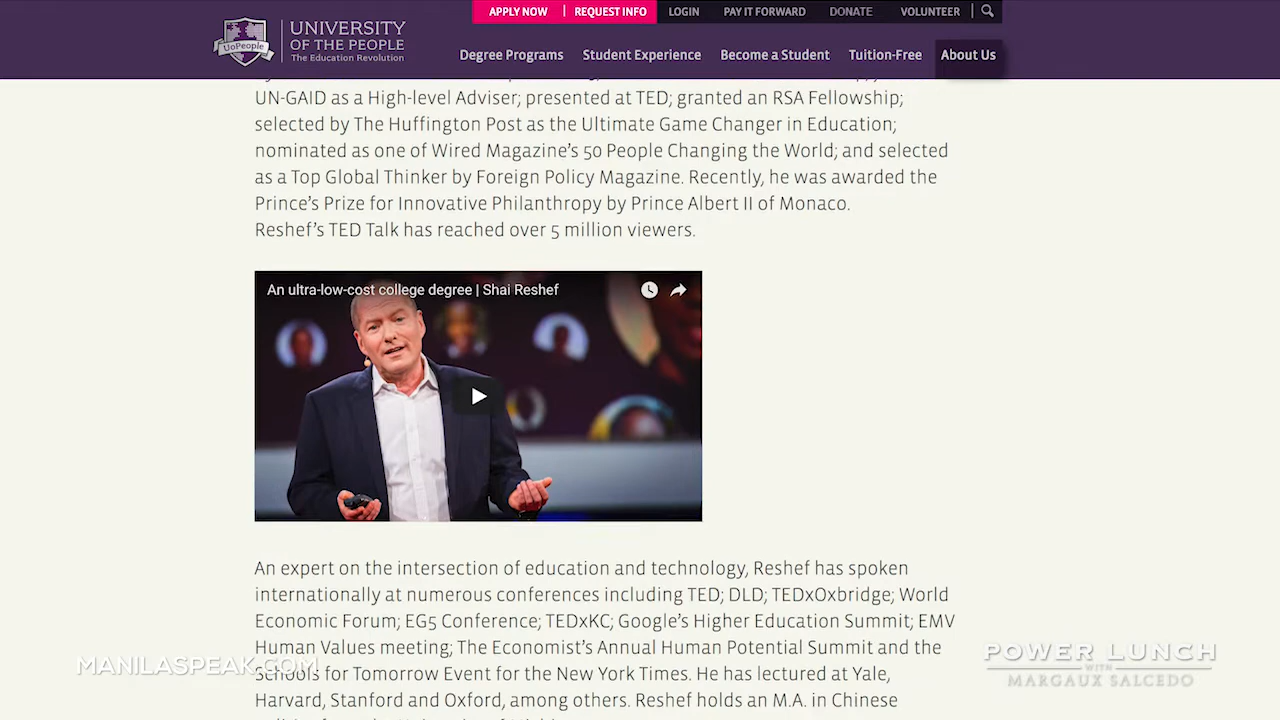 APPLY NOW | REQUEST INFO LOGIN PAY IT FORWARD DONATE VOLUNTEER
UoPeople
UNIVERSITY
OF THE PEOPLE
The Education Revolution
Degree Programs Student Experience Become a Student Tuition-Free About Us
UN-GAID as a High-level Adviser; presented at TED; granted an RSA Fellowship;
selected by The Huffington Post as the Ultimate Game Changer in Education;
nominated as one of Wired Magazine's 50 People Changing the World; and selected
as a Top Global Thinker by Foreign Policy Magazine. Recently, he was awarded the
Prince's Prize for Innovative Philanthropy by Prince Albert II of Monaco.
Reshef's TED Talk has reached over 5 million viewers.
An ultra-low-cost college degree | Shai Reshef
An expert on the intersection of education and technology, Reshef has spoken
internationally at numerous conferences including TED; DLD; TEDxOxbridge; World
Economic Forum; EG5 Conference; TEDxKC; Google's Higher Education Summit; EMV
Human Values meeting; The Economist's Annual Human Potential Summit and the
Schools for Tomorrow Event for the New York Times. He has lectured at Yale,
Harvard, Stanford and Oxford, among others. Reshef holds an M.A. in Chinese
MANILASPEAK.COM
POWER LUNCH
WITH
MARGAUX SALCEDO